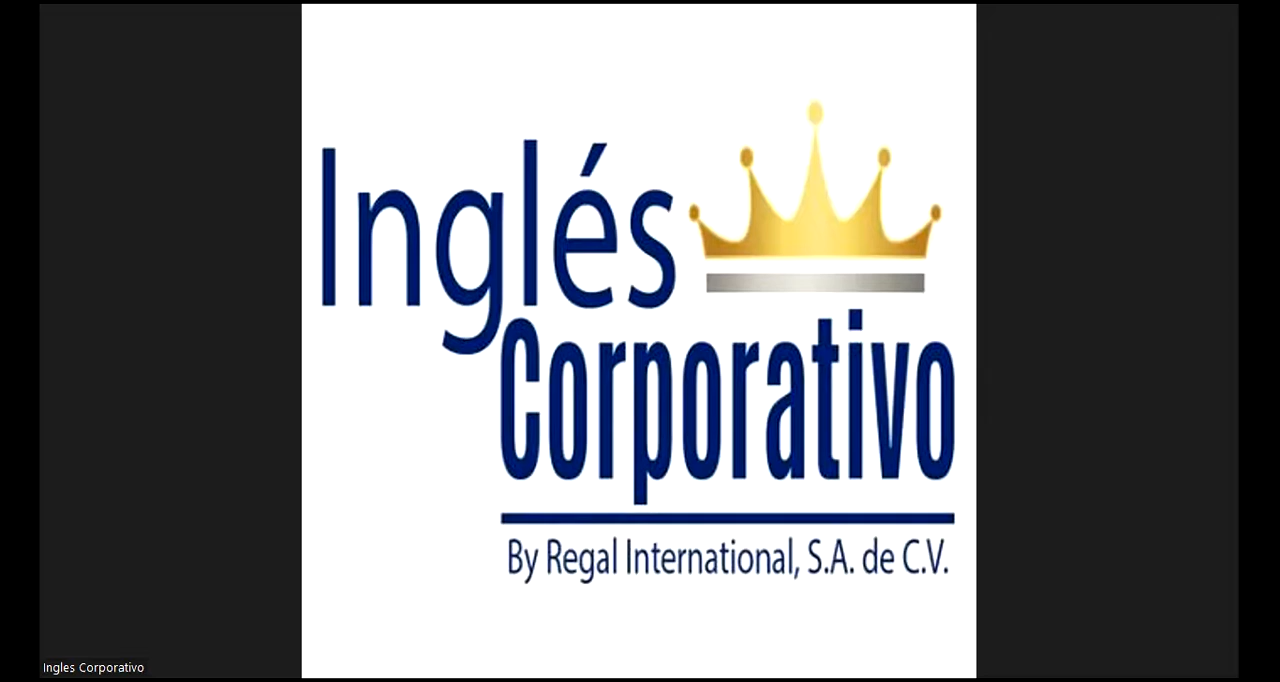 Inglés
Corporativo
By Regal International, S.A. de C.V.
Ingles Corporativo